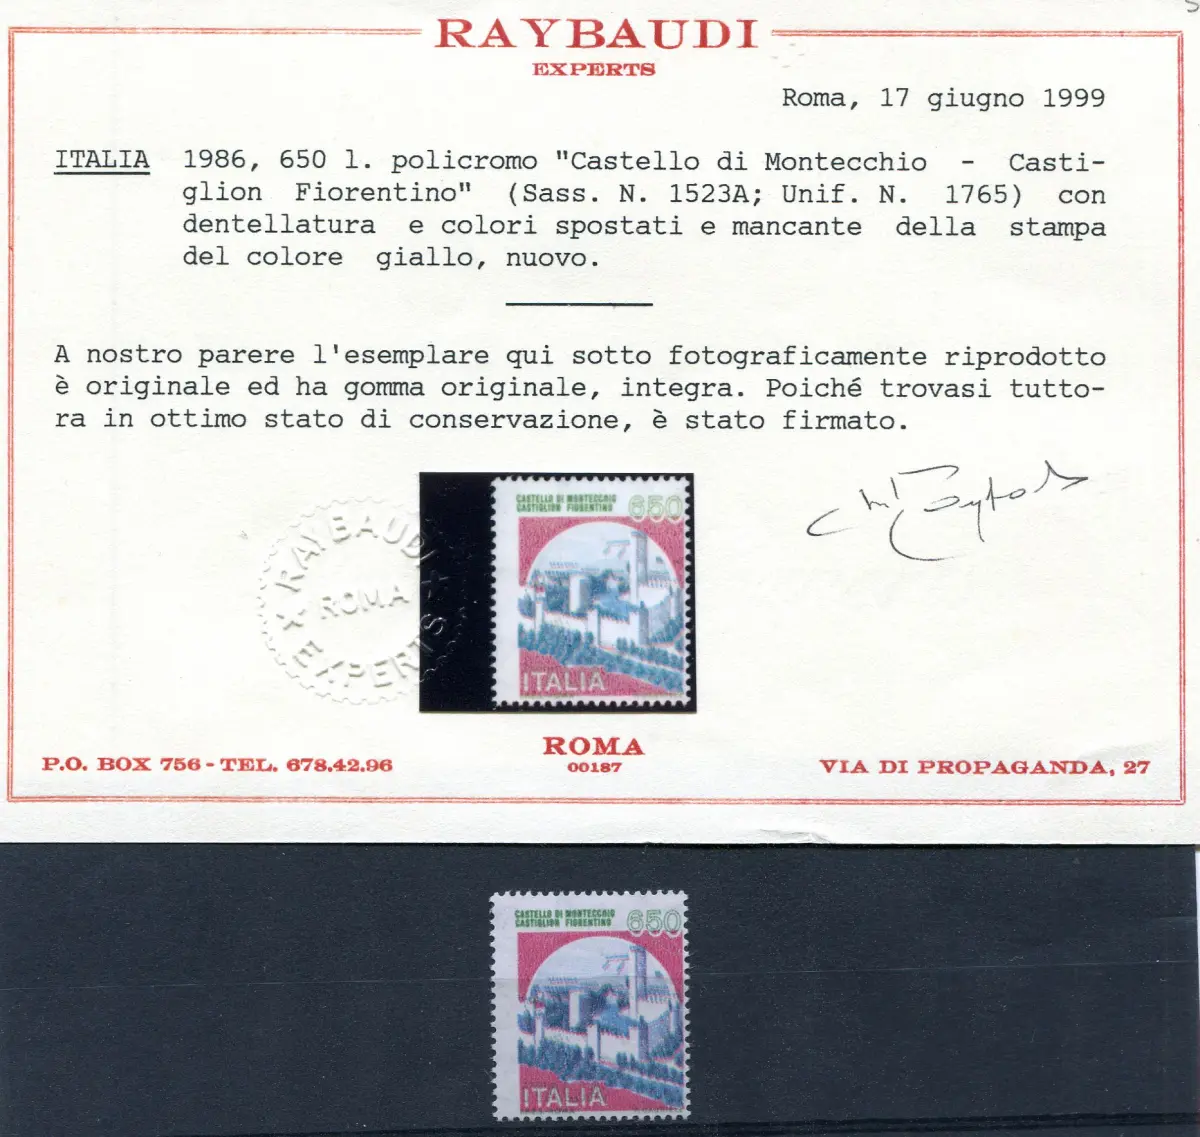 RAYBAUDI
EXPERTS
Roma, 17 giugno 1999
ITALIA 1986, 650 l. policromo "Castello di Montecchio - Casti-
glion Fiorentino" (Sass. N. 1523A; Unif. N. 1765) con
dentellatura e colori spostati e mancante della stampa
del colore giallo, nuovo.
A nostro parere l'esemplare qui sotto fotograficamente riprodotto
è originale ed ha gomma originale, integra. Poiché trovasi tutto-
ra in ottimo stato di conservazione, è stato firmato.
RAYBAUDI
ROMA
EXPERTS
CASTELLO DI MONTECCHIO
CASTIGLION FIORENTINO
650
ITALIA
ROMA
00187
P.O. BOX 756 - TEL. 678.42.96
VIA DI PROPAGANDA, 27
CASTELLO DI MONTECCHIO
CASTIGLION FIORENTINO
650
ITALIA